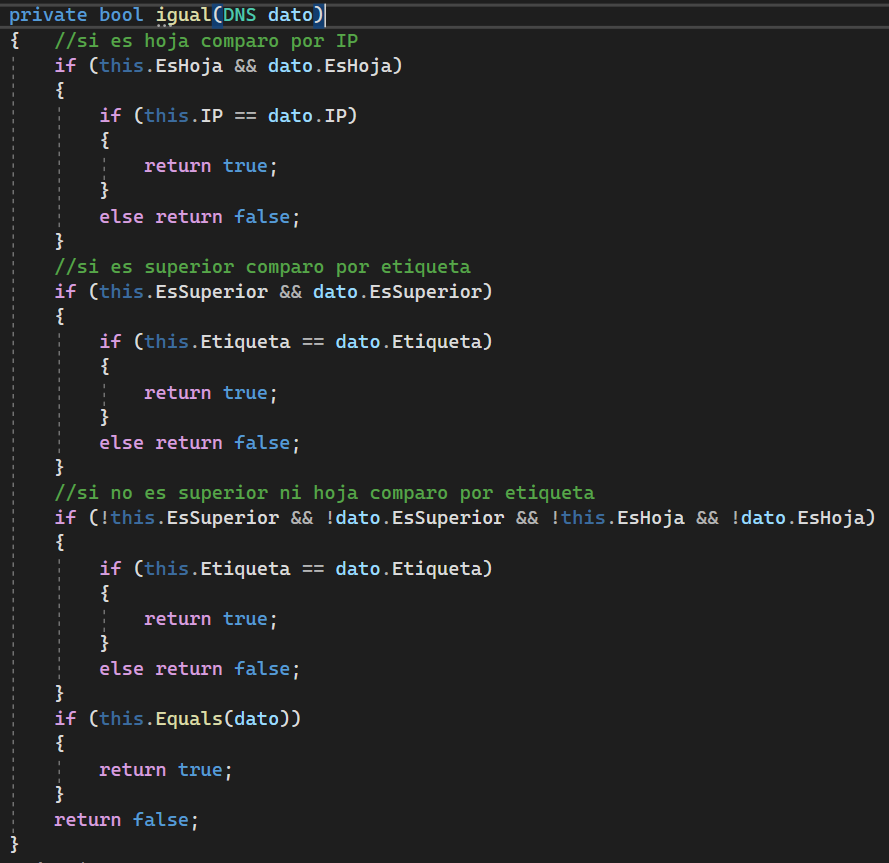 private bool igual(DNS dato)
{   //si es hoja comparo por IP
    if (this.EsHoja && dato.EsHoja)
    {
        if (this.IP == dato.IP)
        {
            return true;
        }
        else return false;
    }
    //si es superior comparo por etiqueta
    if (this.EsSuperior && dato.EsSuperior)
    {
        if (this.Etiqueta == dato.Etiqueta)
        {
            return true;
        }
        else return false;
    }
    //si no es superior ni hoja comparo por etiqueta
    if (!this.EsSuperior && !dato.EsSuperior && !this.EsHoja && !dato.EsHoja)
    {
        if (this.Etiqueta == dato.Etiqueta)
        {
            return true;
        }
        else return false;
    }
    if (this.Equals(dato))
    {
        return true;
    }
    return false;
}